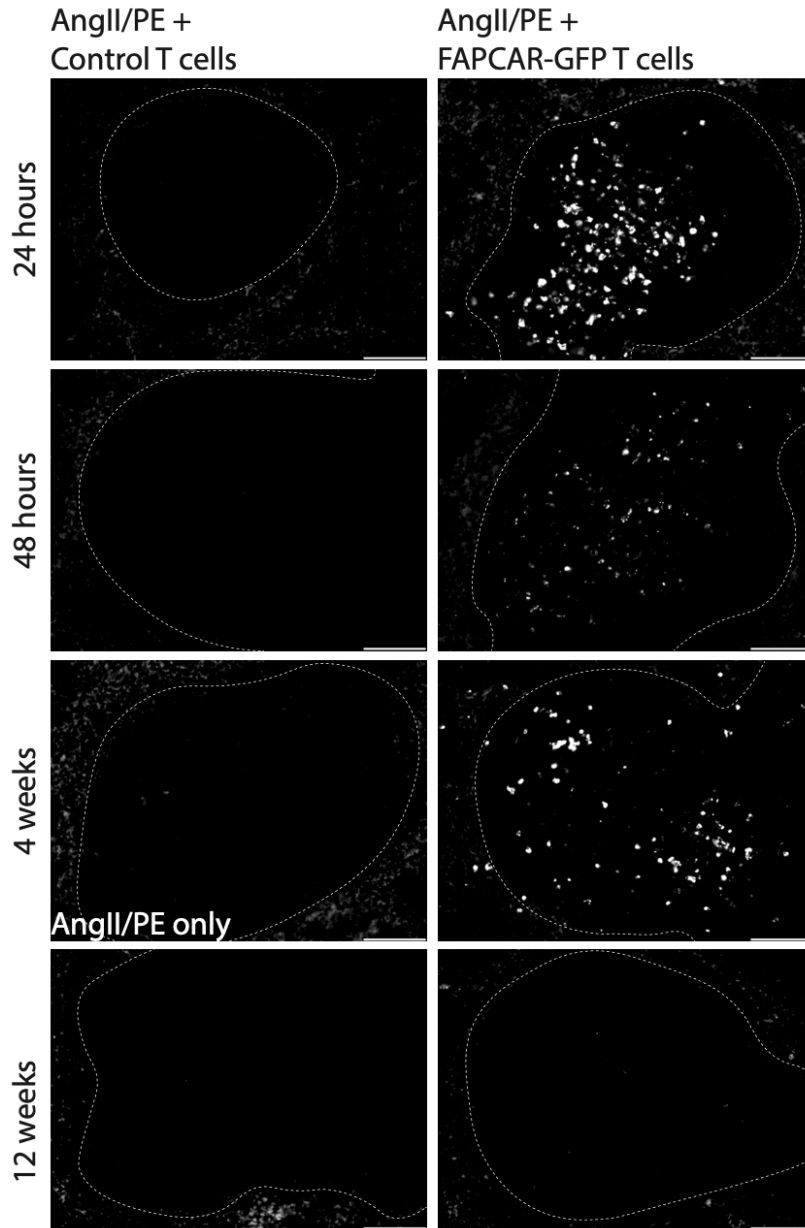 AngII/PE +
Control T cells
AngII/PE +
FAPCAR-GFP T cells
24 hours
48 hours
4 weeks
AngII/PE only
12 weeks